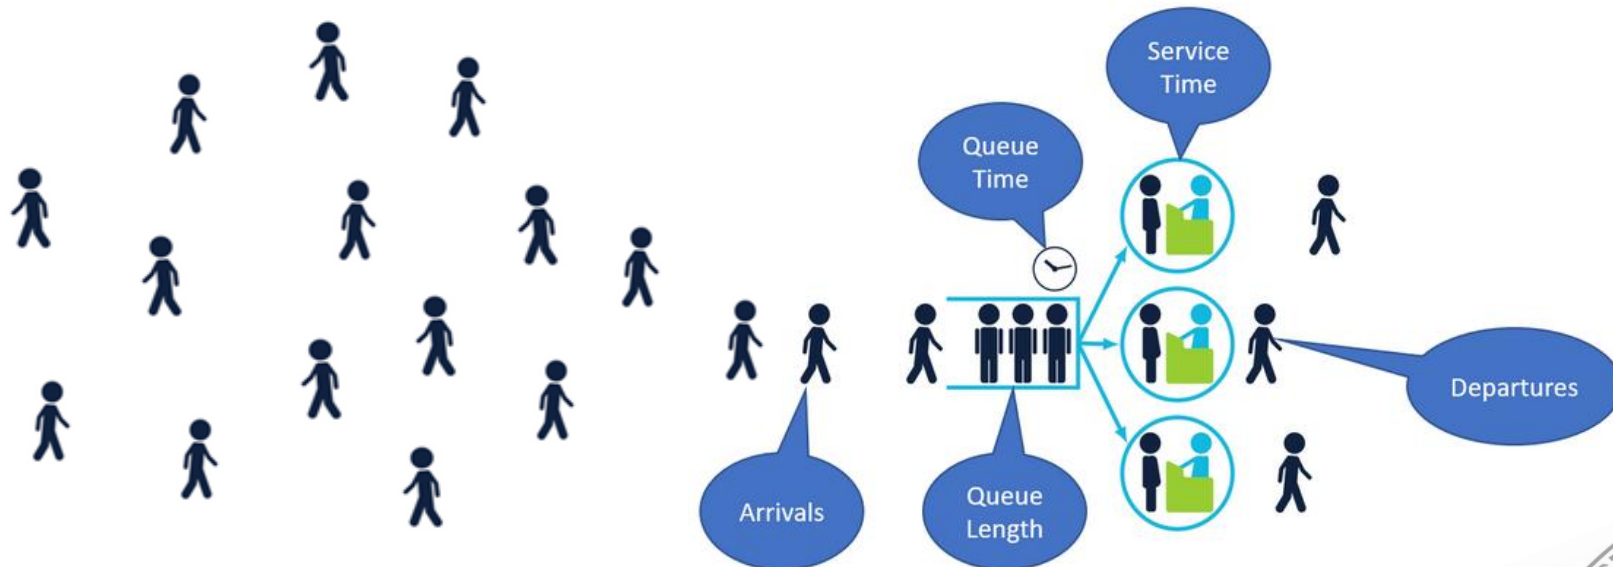 Service
Time
Queue
Time
Departures
Arrivals
Queue
Length